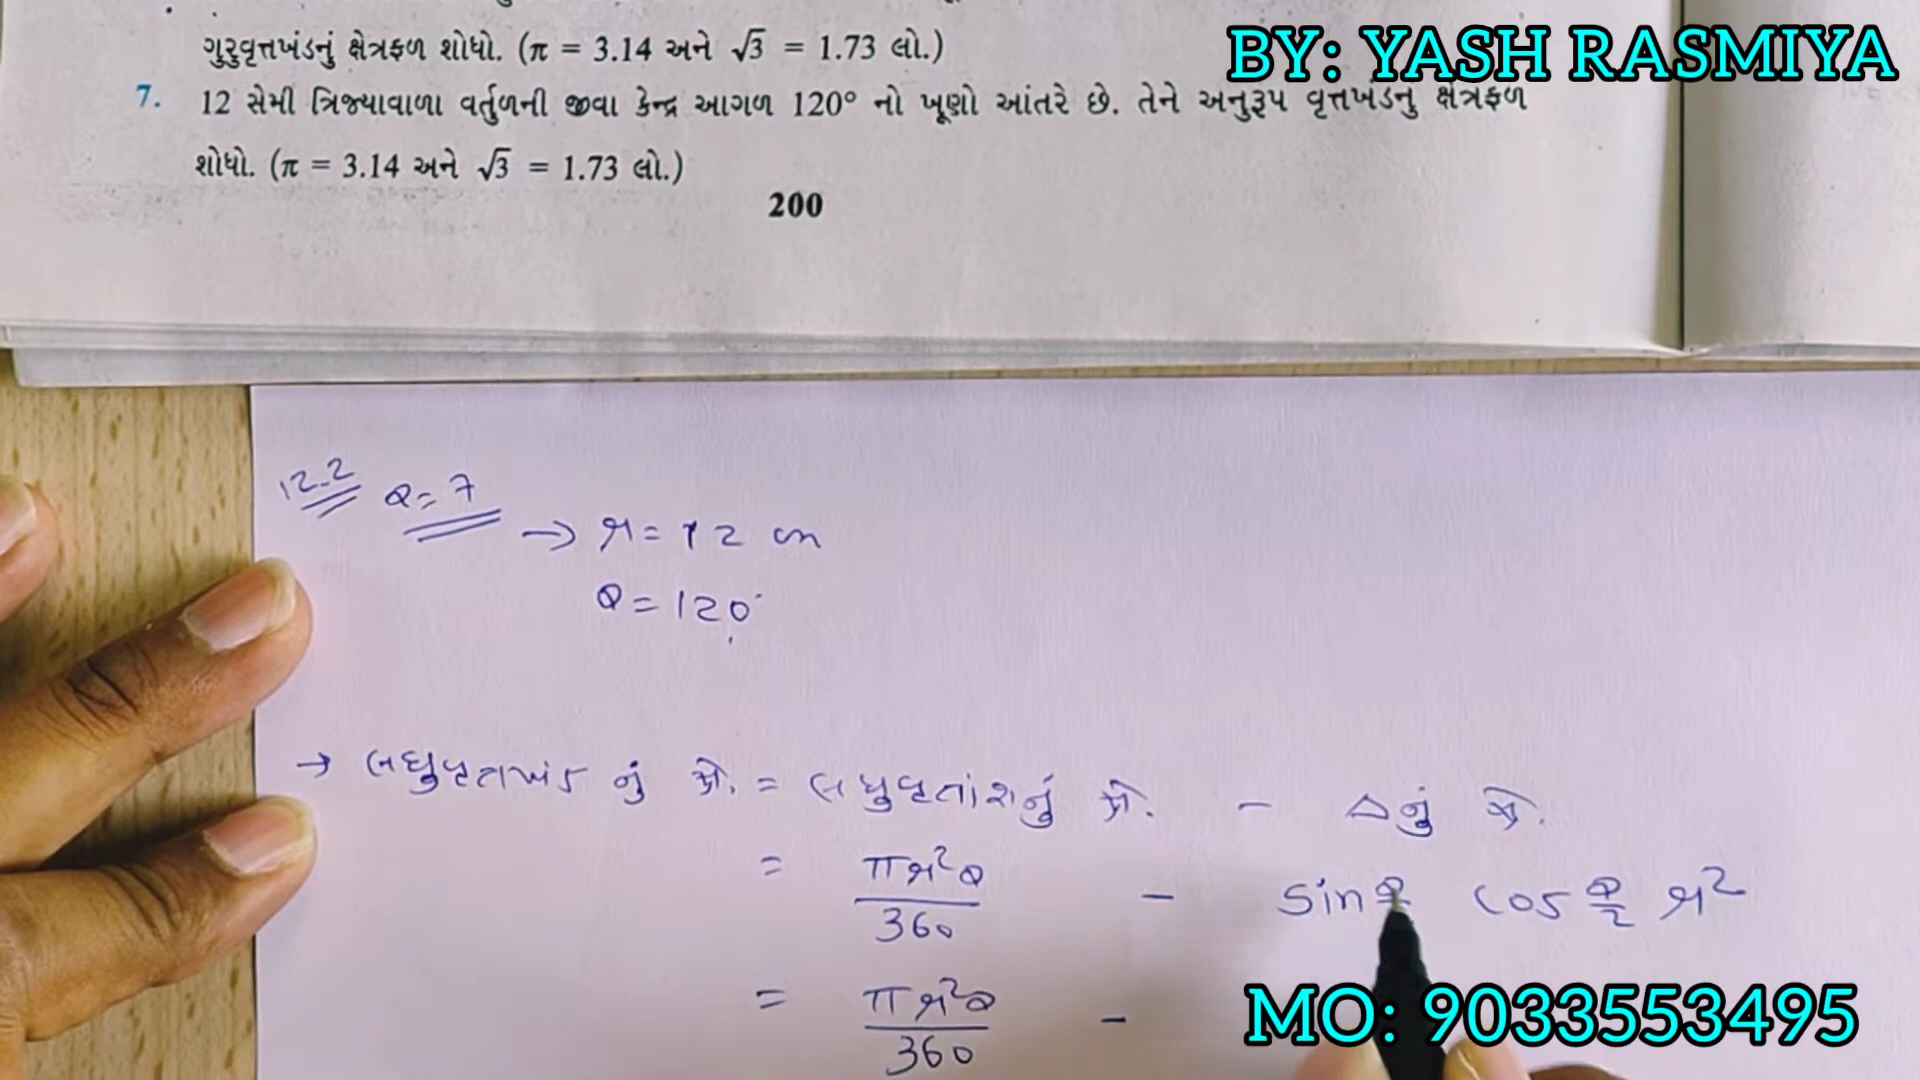 ગુરુવૃત્તખંડનું ક્ષેત્રફળ શોધો. (π = 3.14 અને √3 = 1.73 લો.)
BY: YASH RASMIYA
7. 12 સેમી ત્રિજ્યાવાળા વર્તુળની જીવા કેન્દ્ર આગળ 120° નો ખૂણો આંતરે છે. તેને અનુરૂપ વૃત્તખંડનુ ક્ષેત્રફળ
શોધો. (π = 3.14 અને √3 = 1.73 લો.)
200
12.2 Q = 7
→ r = 12 cm
θ = 120°
→ લઘુવૃત્તખંડ નું ક્ષે. = લઘુવૃત્તાંશનું ક્ષે. - △નું ક્ષે.
= πr²θ/360 - sin θ/2 cos θ/2 r²
= πr²θ/360 -
MO: 9033553495